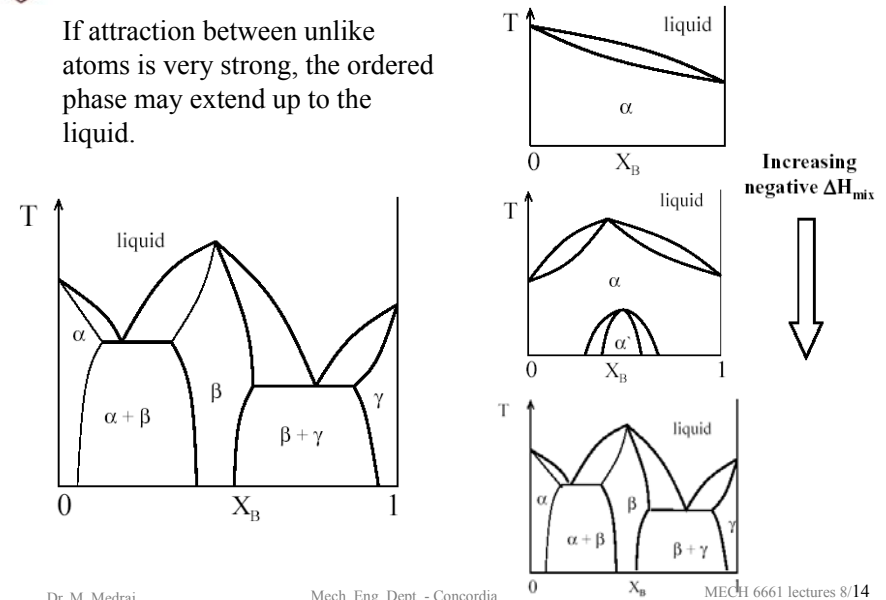 If attraction between unlike
atoms is very strong, the ordered
phase may extend up to the
liquid.
T
liquid
α
α + β
β
β + γ
γ
0
X_B
1
T
liquid
α
0
X_B
Increasing
negative ΔH_mix
T
liquid
α
α`
0
X_B
1
T
liquid
α
β
γ
α + β
β + γ
0
X_B
1
Dr. M. Medraj
Mech. Eng. Dept. - Concordia
MECH 6661 lectures 8/14